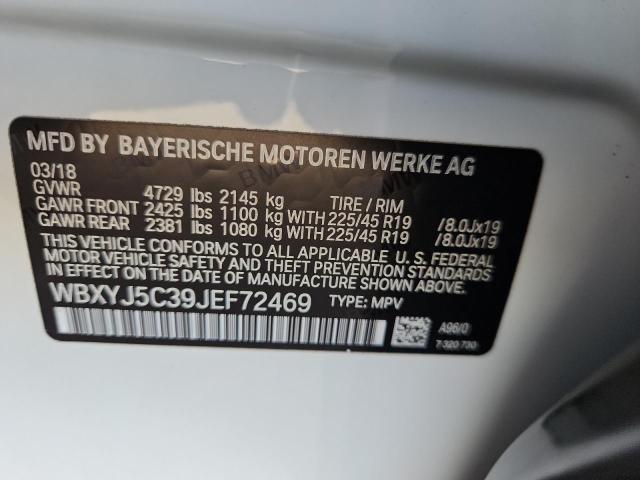 MFD BY BAYERISCHE MOTOREN WERKE AG
03/18
GVWR 4729 lbs 2145 kg TIRE / RIM
GAWR FRONT 2425 lbs 1100 kg WITH 225/45 R19 /8.0Jx19
GAWR REAR 2381 lbs 1080 kg WITH 225/45 R19 /8.0Jx19
THIS VEHICLE CONFORMS TO ALL APPLICABLE U. S. FEDERAL
MOTOR VEHICLE SAFETY AND THEFT PREVENTION STANDARDS
IN EFFECT ON THE DATE OF MANUFACTURE SHOWN ABOVE.
WBXYJ5C39JEF72469 TYPE: MPV
A96/0
7 320 730